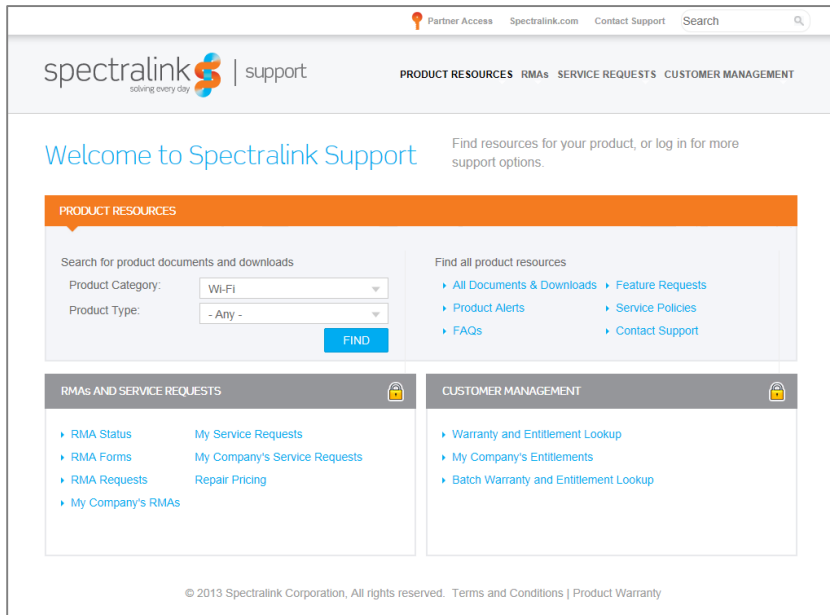 Partner Access Spectralink.com Contact Support Search
spectralink | support
solving every day
PRODUCT RESOURCES RMAs SERVICE REQUESTS CUSTOMER MANAGEMENT
Welcome to Spectralink Support
Find resources for your product, or log in for more
support options.
PRODUCT RESOURCES
Search for product documents and downloads
Product Category: Wi-Fi
Product Type: - Any -
FIND
Find all product resources
All Documents & Downloads Feature Requests
Product Alerts Service Policies
FAQs Contact Support
RMAs AND SERVICE REQUESTS
RMA Status My Service Requests
RMA Forms My Company's Service Requests
RMA Requests Repair Pricing
My Company's RMAs
CUSTOMER MANAGEMENT
Warranty and Entitlement Lookup
My Company's Entitlements
Batch Warranty and Entitlement Lookup
© 2013 Spectralink Corporation, All rights reserved. Terms and Conditions | Product Warranty